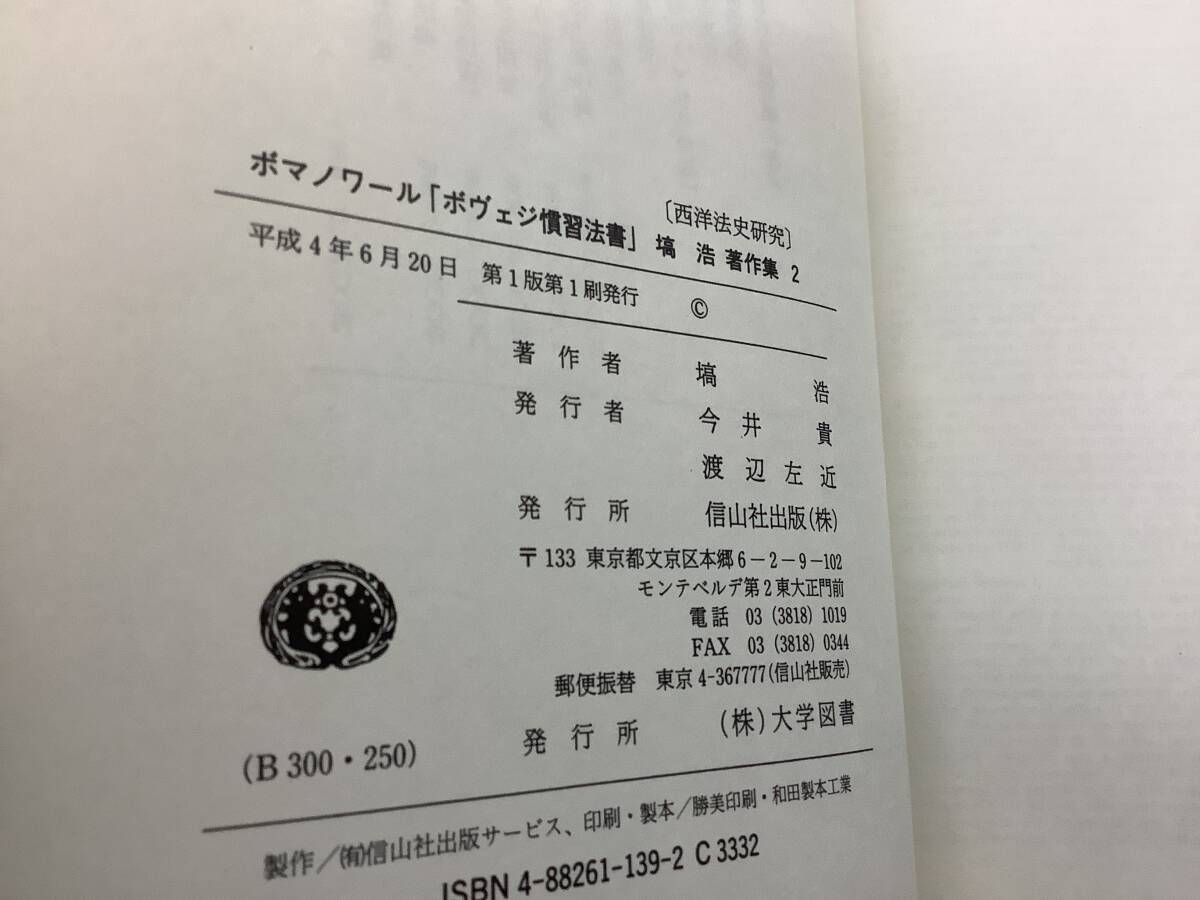 〔西洋法史研究〕
ボマノワール「ボヴェジ慣習法書」 塙 浩 著作集 2
平成4年6月20日 第1版第1刷発行 ©
著作者 塙 浩
発行者 今井 貴
渡辺左近
発行所 信山社出版(株)
〒133 東京都文京区本郷6−2−9−102
モンテベルデ第2東大正門前
電話 03 (3818) 1019
FAX 03 (3818) 0344
郵便振替 東京4-367777(信山社販売)
発行所 (株)大学図書
(B 300・250)
製作/㈲信山社出版サービス、印刷・製本/勝美印刷・和田製本工業
ISBN 4-88261-139-2 C 3332